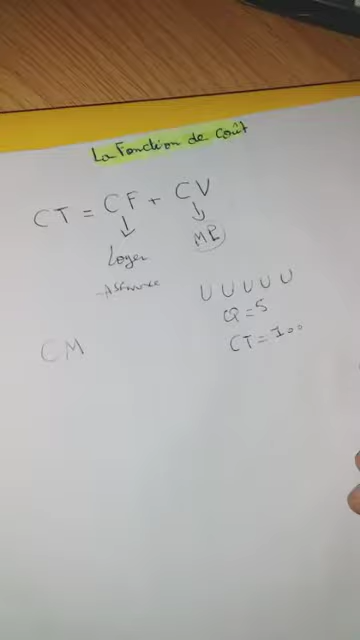 La Fonction de Coût
CT = CF + CV
Loyer
MP
- Assurance
U U U U U
Q = 5
CT = 100
CM